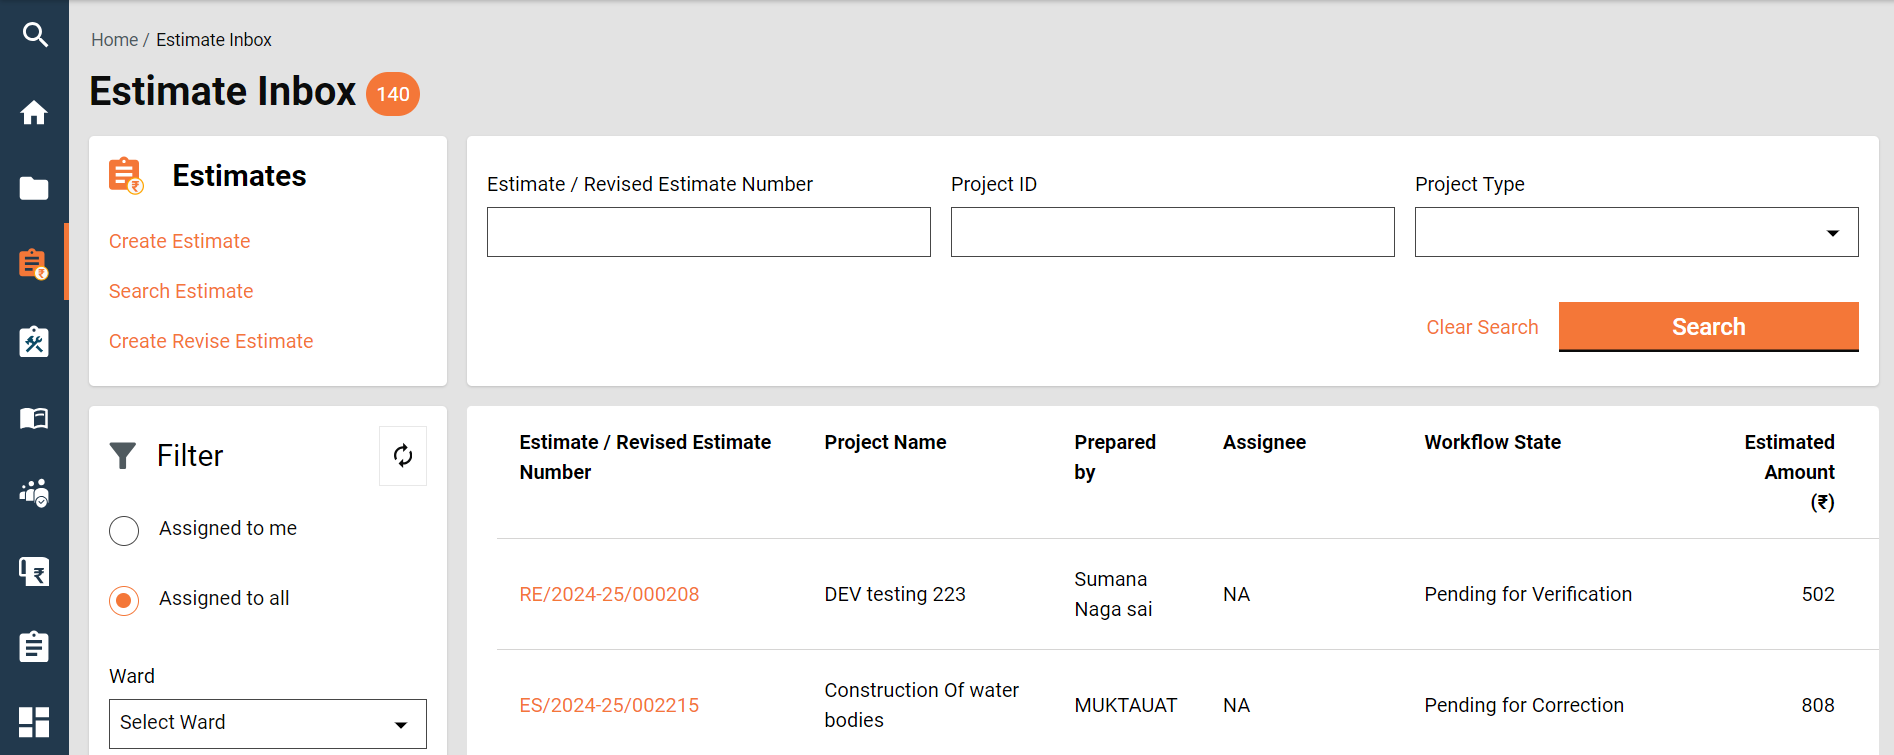 Home / Estimate Inbox
Estimate Inbox 140
Estimates
Create Estimate
Search Estimate
Create Revise Estimate
Estimate / Revised Estimate Number
Project ID
Project Type
Clear Search
Search
Filter
Assigned to me
Assigned to all
Ward
Select Ward
Estimate / Revised Estimate Number
Project Name
Prepared by
Assignee
Workflow State
Estimated Amount (₹)
RE/2024-25/000208
DEV testing 223
Sumana Naga sai
NA
Pending for Verification
502
ES/2024-25/002215
Construction Of water bodies
MUKTAUAT
NA
Pending for Correction
808